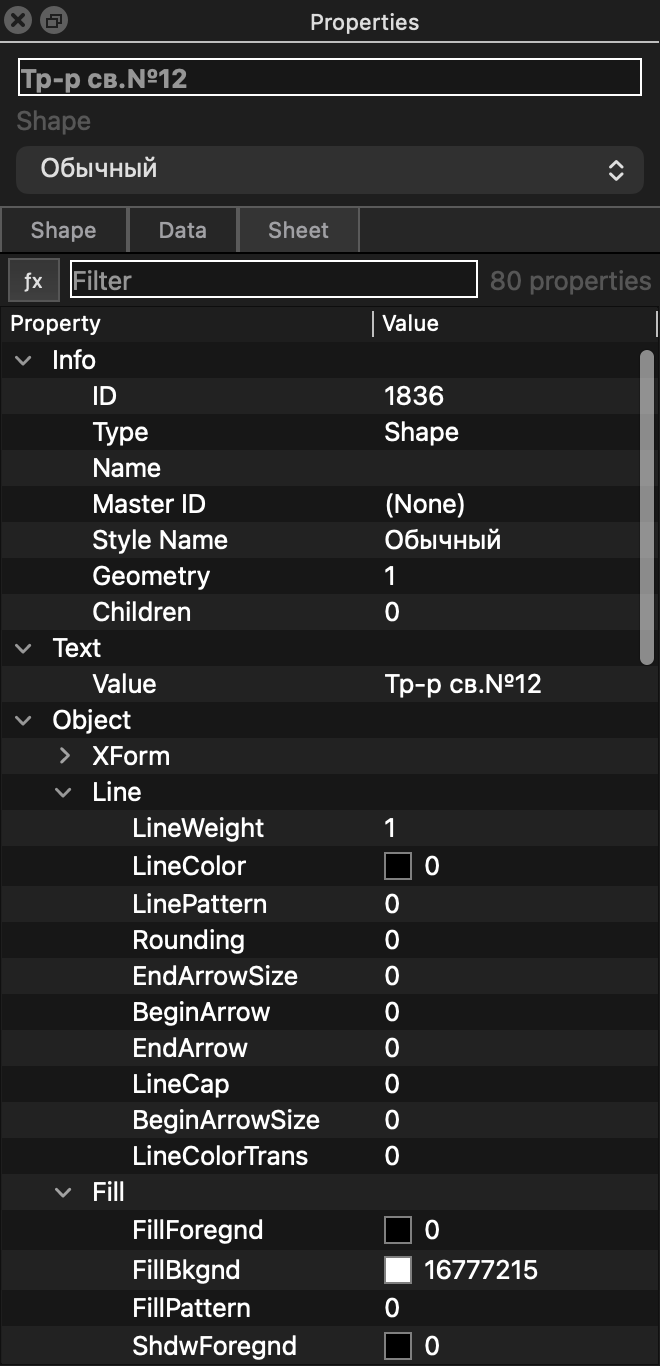 Properties
Тр-р св.№12
Shape
Обычный
Shape Data Sheet
ƒx Filter 80 properties
Property Value
Info
ID 1836
Type Shape
Name
Master ID (None)
Style Name Обычный
Geometry 1
Children 0
Text
Value Тр-р св.№12
Object
XForm
Line
LineWeight 1
LineColor 0
LinePattern 0
Rounding 0
EndArrowSize 0
BeginArrow 0
EndArrow 0
LineCap 0
BeginArrowSize 0
LineColorTrans 0
Fill
FillForegnd 0
FillBkgnd 16777215
FillPattern 0
ShdwForegnd 0